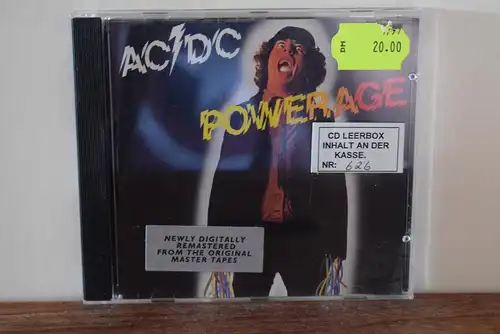 AC DC
POWERAGE
DM 20.00
CD LEERBOX
INHALT AN DER
KASSE.
NR: 626
NEWLY DIGITALLY
REMASTERED
FROM THE ORIGINAL
MASTER TAPES